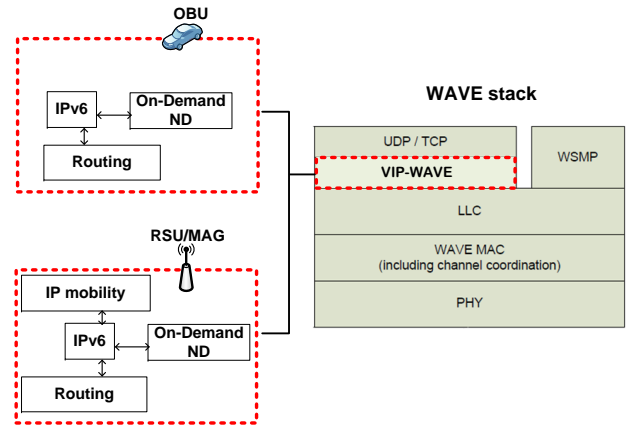 OBU
IPv6
On-Demand
ND
Routing
RSU/MAG
IP mobility
IPv6
On-Demand
ND
Routing
WAVE stack
UDP / TCP
WSMP
VIP-WAVE
LLC
WAVE MAC
(including channel coordination)
PHY